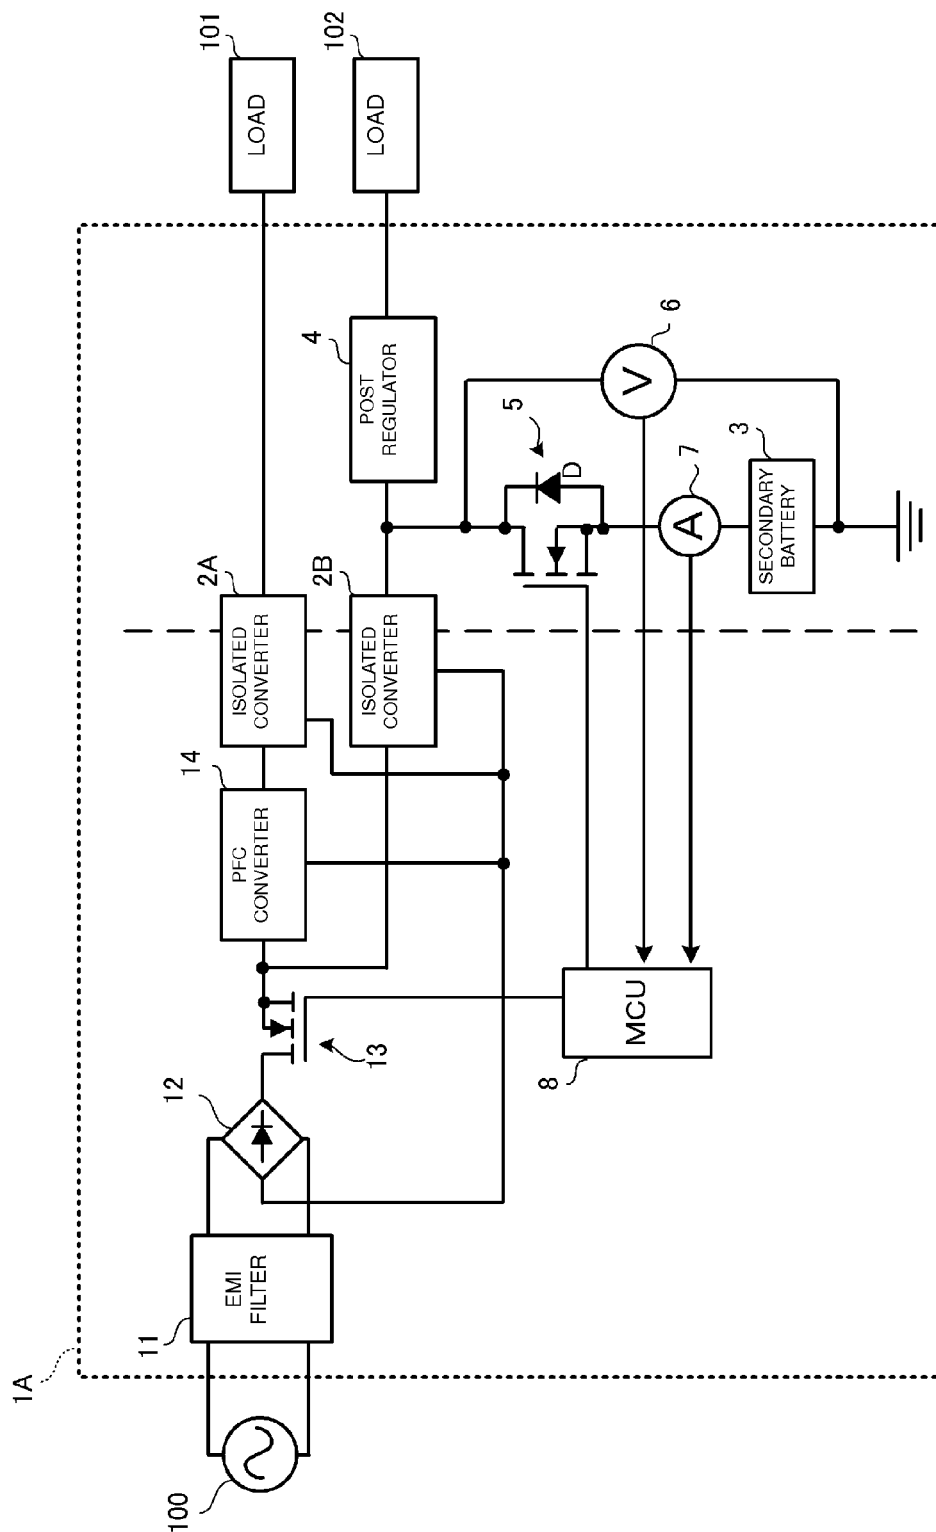 1A
100
11
EMI
FILTER
12
13
14
PFC
CONVERTER
2A
ISOLATED
CONVERTER
101
LOAD
2B
ISOLATED
CONVERTER
4
POST
REGULATOR
102
LOAD
5
D
V
6
A
7
3
SECONDARY
BATTERY
MCU
8